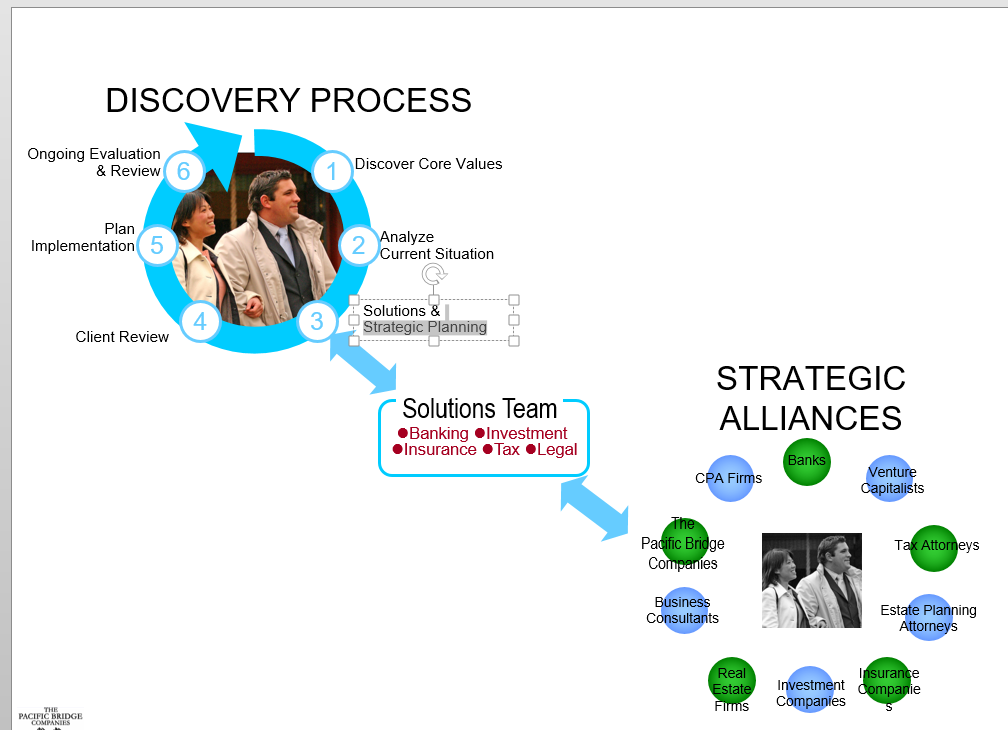 DISCOVERY PROCESS
Ongoing Evaluation
& Review
6
1
Discover Core Values
Plan
Implementation
5
2
Analyze
Current Situation
Client Review
4
3
Solutions &
Strategic Planning
Solutions Team
●Banking ●Investment
●Insurance ●Tax ●Legal
STRATEGIC
ALLIANCES
Banks
CPA Firms
Venture
Capitalists
The
Pacific Bridge
Companies
Tax Attorneys
Business
Consultants
Estate Planning
Attorneys
Real
Estate
Firms
Investment
Companies
Insurance
Companie
s
THE
PACIFIC BRIDGE
COMPANIES